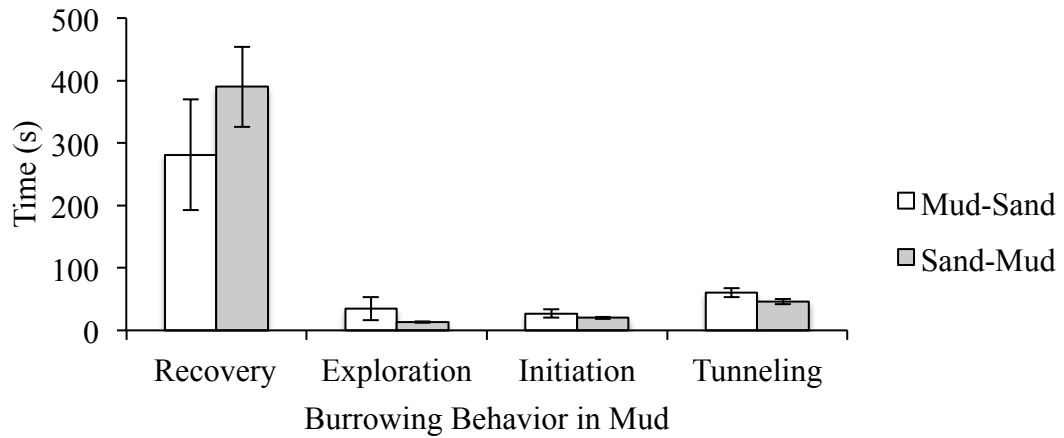 500
400
300
200
100
0
Time (s)
Recovery Exploration Initiation Tunneling
Burrowing Behavior in Mud
Mud-Sand
Sand-Mud